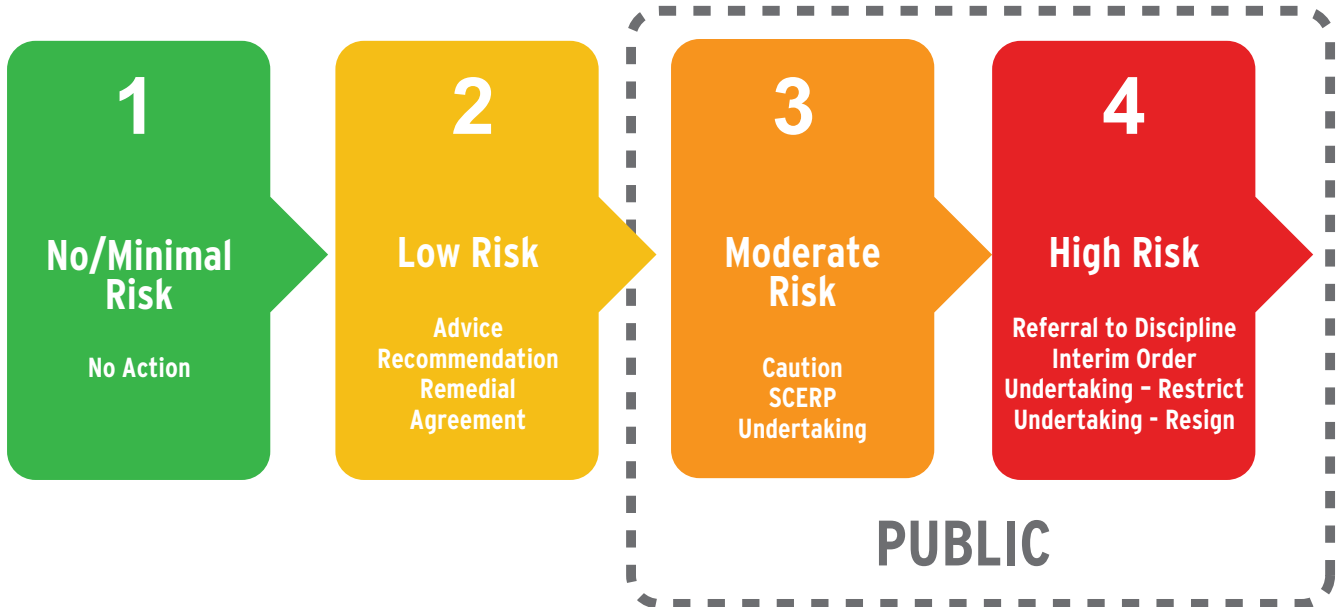 1
No/Minimal
Risk
No Action
2
Low Risk
Advice
Recommendation
Remedial
Agreement
3
Moderate
Risk
Caution
SCERP
Undertaking
4
High Risk
Referral to Discipline
Interim Order
Undertaking – Restrict
Undertaking - Resign
PUBLIC